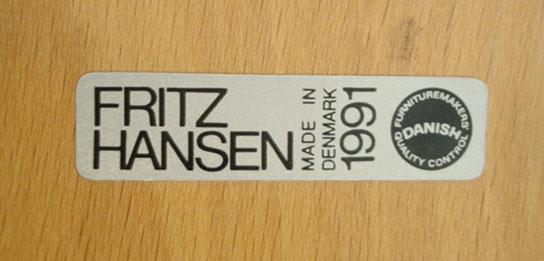 FRITZ
HANSEN
MADE IN
DENMARK
1991
FURNITUREMAKERS'
DANISH
QUALITY CONTROL